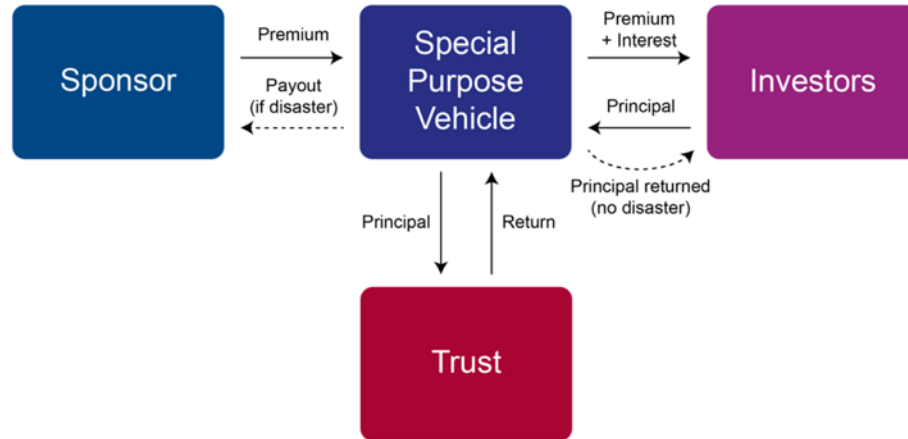 Sponsor
Premium
Payout
(if disaster)
Special
Purpose
Vehicle
Premium
+ Interest
Principal
Principal returned
(no disaster)
Investors
Principal
Return
Trust